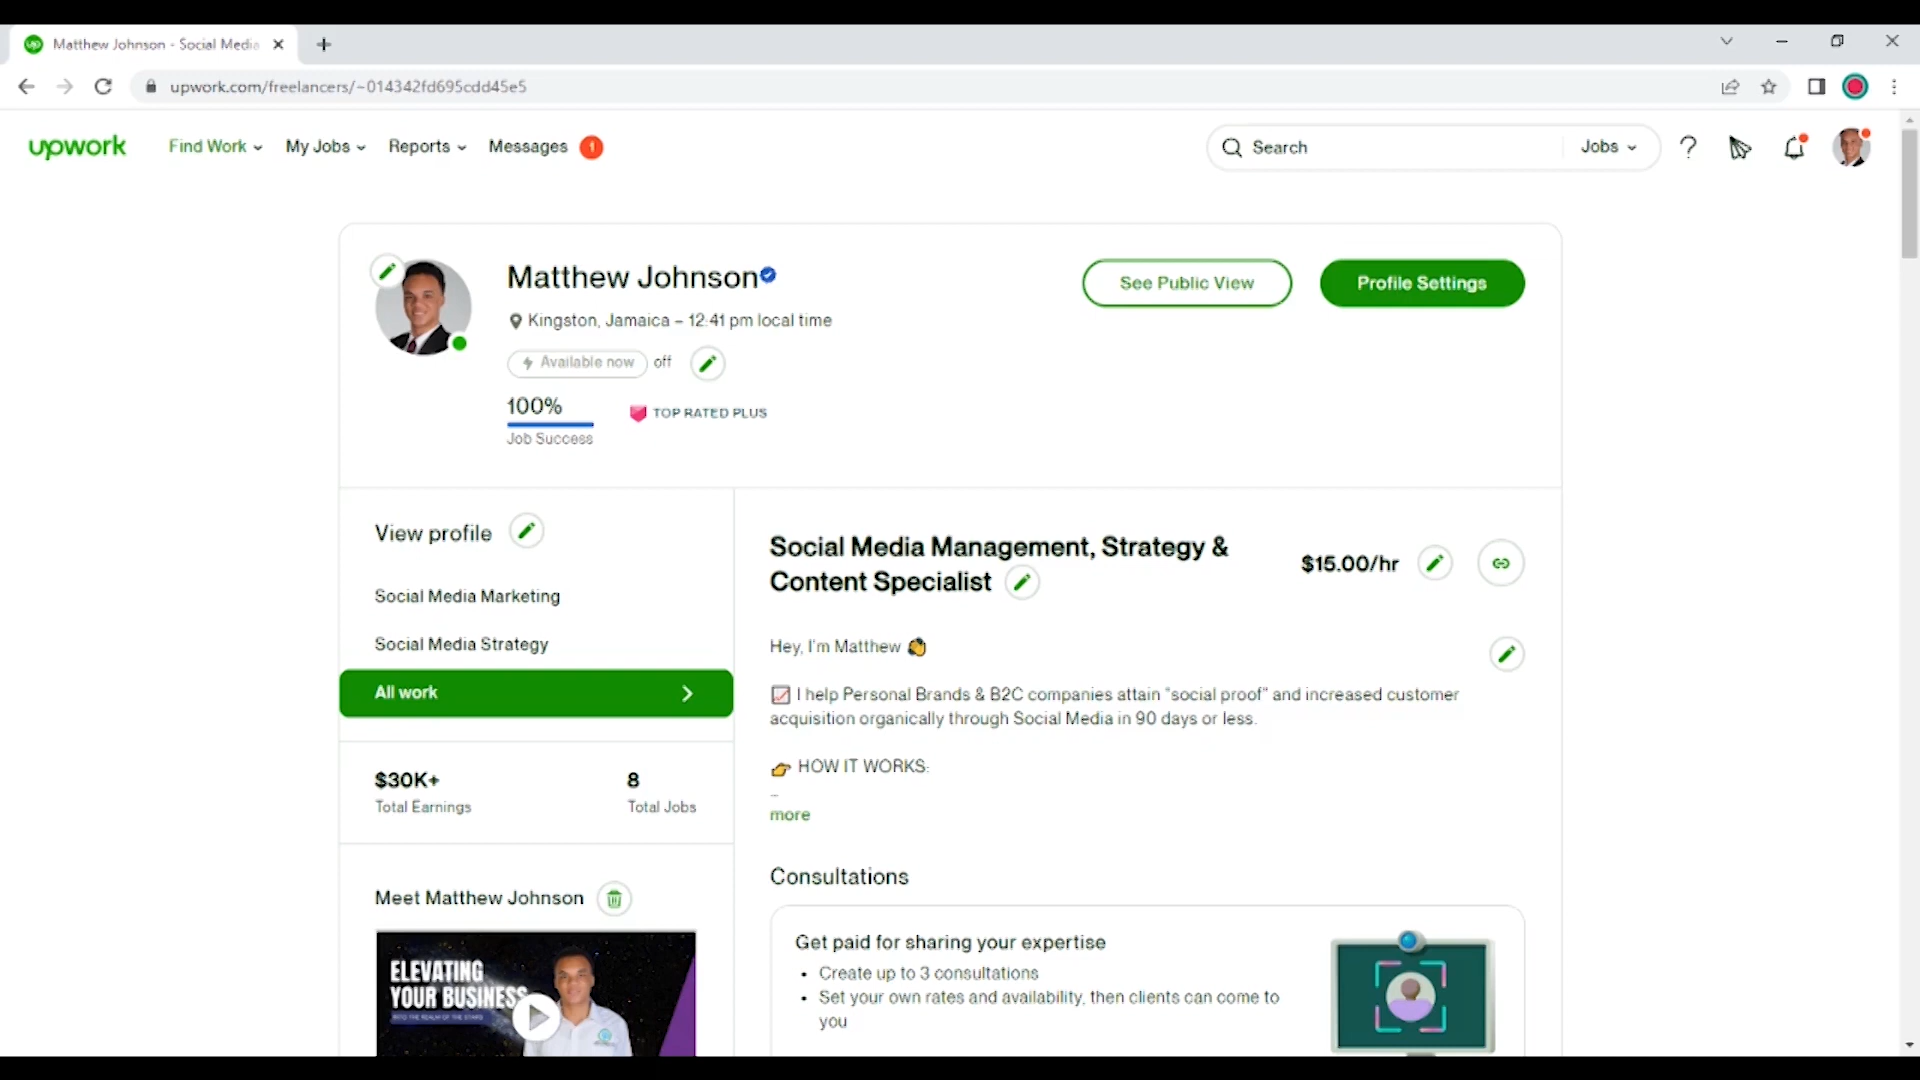 Matthew Johnson - Social Media
upwork.com/freelancers/~014342fd695cdd45e5
upwork
Find Work
My Jobs
Reports
Messages
1
Search
Jobs
Matthew Johnson
Kingston, Jamaica – 12:41 pm local time
See Public View
Profile Settings
Available now off
100%
Job Success
TOP RATED PLUS
View profile
Social Media Marketing
Social Media Strategy
All work
$30K+
Total Earnings
8
Total Jobs
Meet Matthew Johnson
ELEVATING
YOUR BUSINESS
INTO THE REALM OF THE STARS
Social Media Management, Strategy &
Content Specialist
$15.00/hr
Hey, I'm Matthew
I help Personal Brands & B2C companies attain "social proof" and increased customer
acquisition organically through Social Media in 90 days or less.
HOW IT WORKS:
more
Consultations
Get paid for sharing your expertise
• Create up to 3 consultations
• Set your own rates and availability, then clients can come to
you